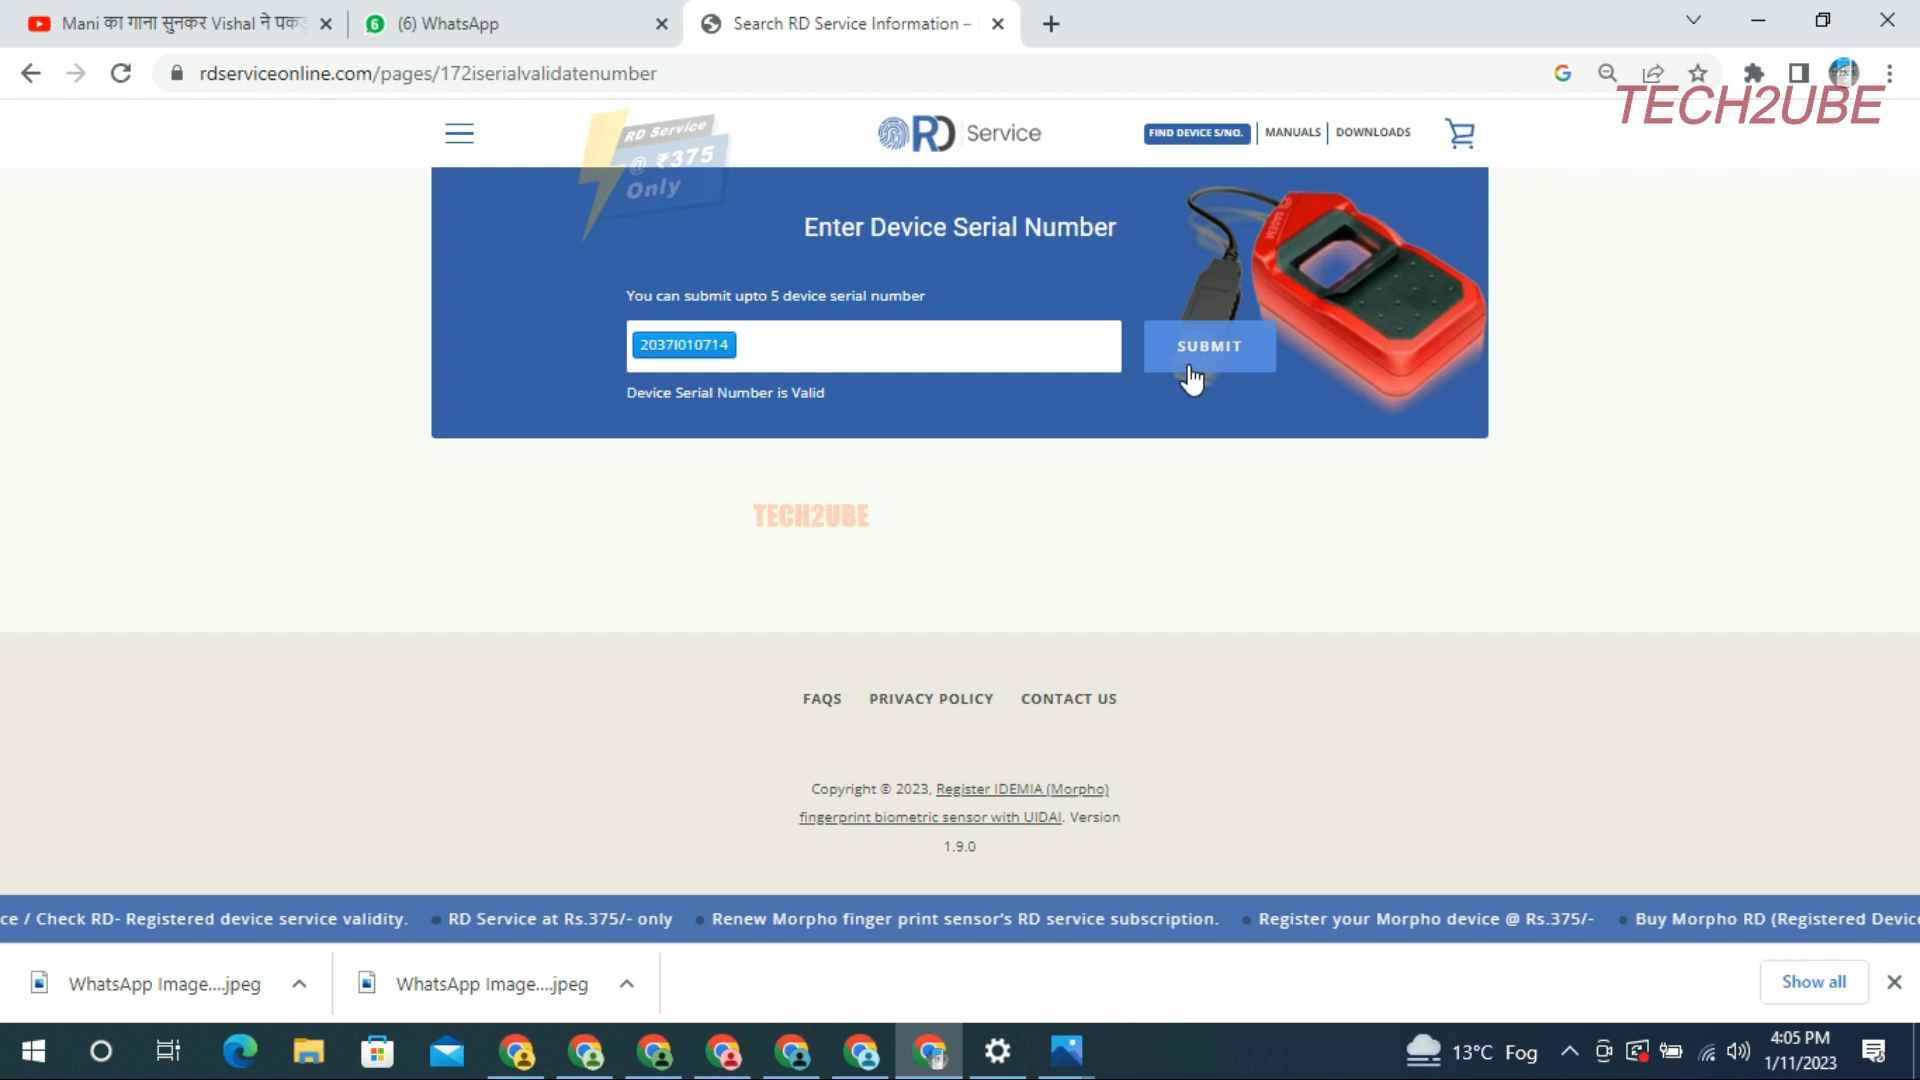 Mani का गाना सुनकर Vishal ने
6 (6) WhatsApp
Search RD Service Information –
rdserviceonline.com/pages/172iserialvalidatenumber
TECH2UBE
RD Service
@ ₹375
Only
RD Service
FIND DEVICE S/NO.
MANUALS
DOWNLOADS
Enter Device Serial Number
You can submit upto 5 device serial number
2037I010714
SUBMIT
Device Serial Number is Valid
TECH2UBE
FAQS PRIVACY POLICY CONTACT US
Copyright © 2023, Register IDEMIA (Morpho)
fingerprint biometric sensor with UIDAI. Version
1.9.0
ce / Check RD- Registered device service validity. RD Service at Rs.375/- only Renew Morpho finger print sensor's RD service subscription. Register your Morpho device @ Rs.375/- Buy Morpho RD (Registered Device
WhatsApp Image....jpeg
WhatsApp Image....jpeg
Show all
13°C Fog
4:05 PM
1/11/2023